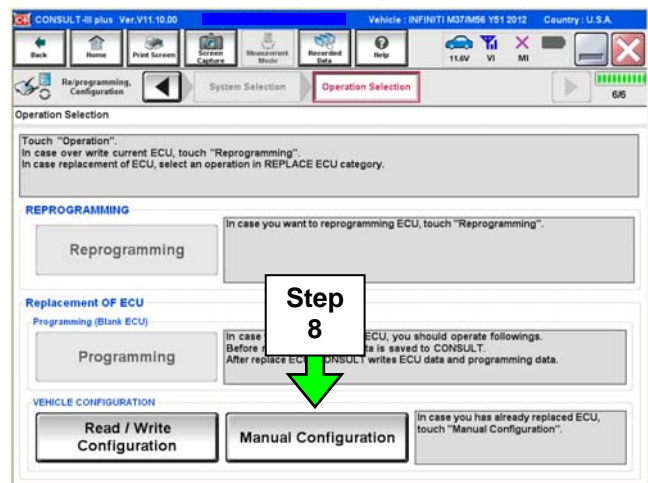 CONSULT-III plus Ver.V11.10.00 Vehicle : INFINITI M37/M56 Y51 2012 Country : U.S.A.
Back Home Print Screen Screen Capture Measurement Mode Recorded Data Help 11.6V VI MI
Re/programming, Configuration System Selection Operation Selection 6/6
Operation Selection
Touch "Operation".
In case over write current ECU, touch "Reprogramming".
In case replacement of ECU, select an operation in REPLACE ECU category.
REPROGRAMMING
Reprogramming
In case you want to reprogramming ECU, touch "Reprogramming".
Replacement OF ECU
Programming (Blank ECU)
Programming
In case ECU, you should operate followings.
Before ta is saved to CONSULT.
After replace EC ONSULT writes ECU data and programming data.
Step
8
VEHICLE CONFIGURATION
Read / Write
Configuration
Manual Configuration
In case you has already replaced ECU,
touch "Manual Configuration".